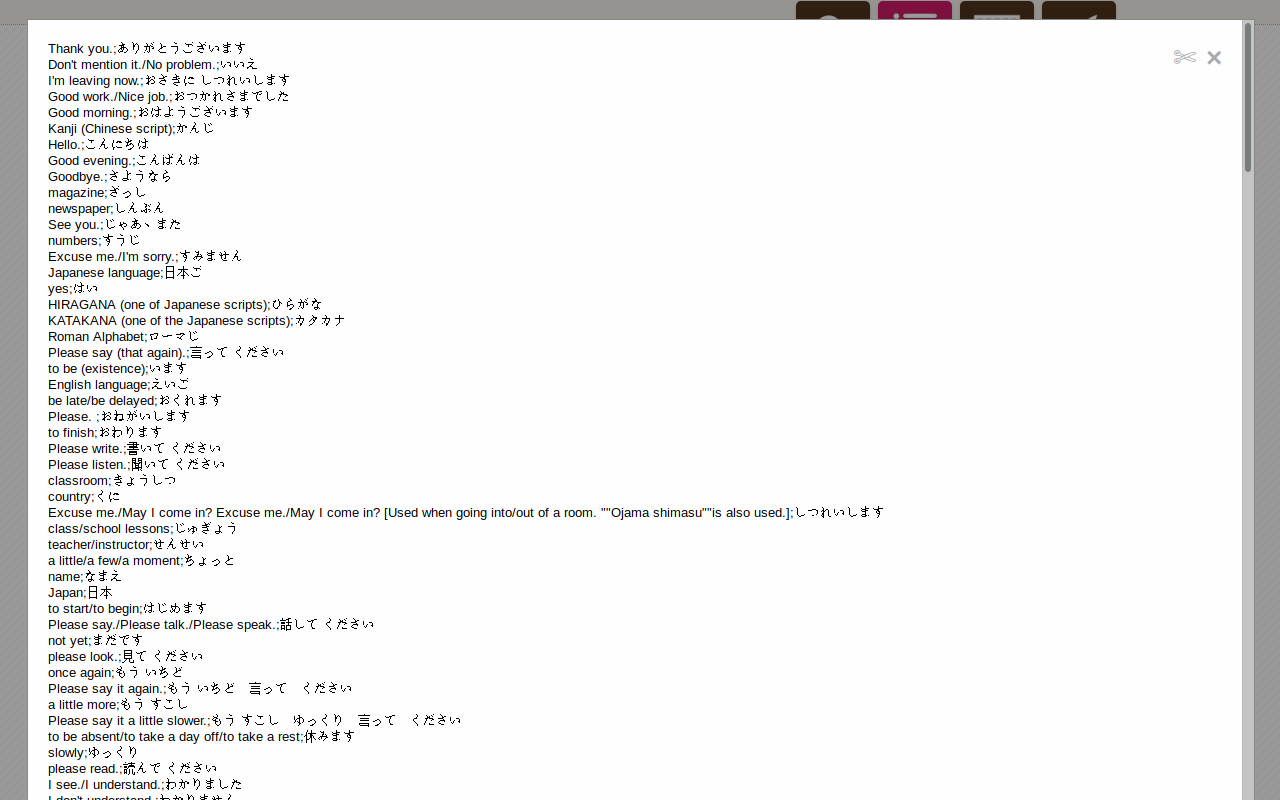 Thank you.;ありがとうございます
Don't mention it./No problem.;いいえ
I'm leaving now.;おさきに しつれいします
Good work./Nice job.;おつかれさまでした
Good morning.;おはようございます
Kanji (Chinese script);かんじ
Hello.;こんにちは
Good evening.;こんばんは
Goodbye.;さようなら
magazine;ざっし
newspaper;しんぶん
See you.;じゃあ、また
numbers;すうじ
Excuse me./I'm sorry.;すみません
Japanese language;日本ご
yes;はい
HIRAGANA (one of Japanese scripts);ひらがな
KATAKANA (one of the Japanese scripts);カタカナ
Roman Alphabet;ローマじ
Please say (that again).;言って ください
to be (existence);います
English language;えいご
be late/be delayed;おくれます
Please. ;おねがいします
to finish;おわります
Please write.;書いて ください
Please listen.;聞いて ください
classroom;きょうしつ
country;くに
Excuse me./May I come in? Excuse me./May I come in? [Used when going into/out of a room. ""Ojama shimasu""is also used.];しつれいします
class/school lessons;じゅぎょう
teacher/instructor;せんせい
a little/a few/a moment;ちょっと
name;なまえ
Japan;日本
to start/to begin;はじめます
Please say./Please talk./Please speak.;話して ください
not yet;まだです
please look.;見て ください
once again;もう いちど
Please say it again.;もう いちど　言って　ください
a little more;もう すこし
Please say it a little slower.;もう すこし　ゆっくり　言って　ください
to be absent/to take a day off/to take a rest;休みます
slowly;ゆっくり
please read.;読んで ください
I see./I understand.;わかりました
I don't understand.;わかりません